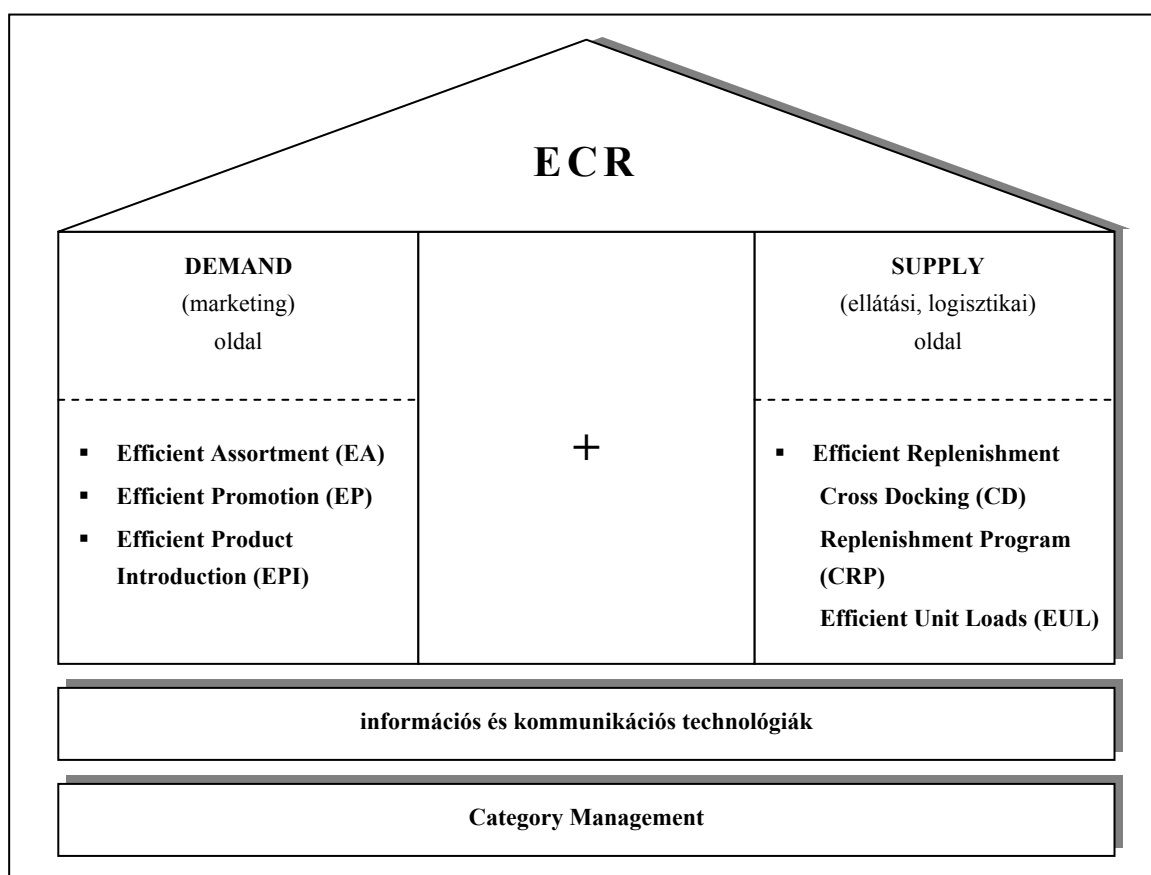 ECR
DEMAND
(marketing)
oldal
▪ Efficient Assortment (EA)
▪ Efficient Promotion (EP)
▪ Efficient Product
Introduction (EPI)
+
SUPPLY
(ellátási, logisztikai)
oldal
▪ Efficient Replenishment
Cross Docking (CD)
Replenishment Program
(CRP)
Efficient Unit Loads (EUL)
információs és kommunikációs technológiák
Category Management